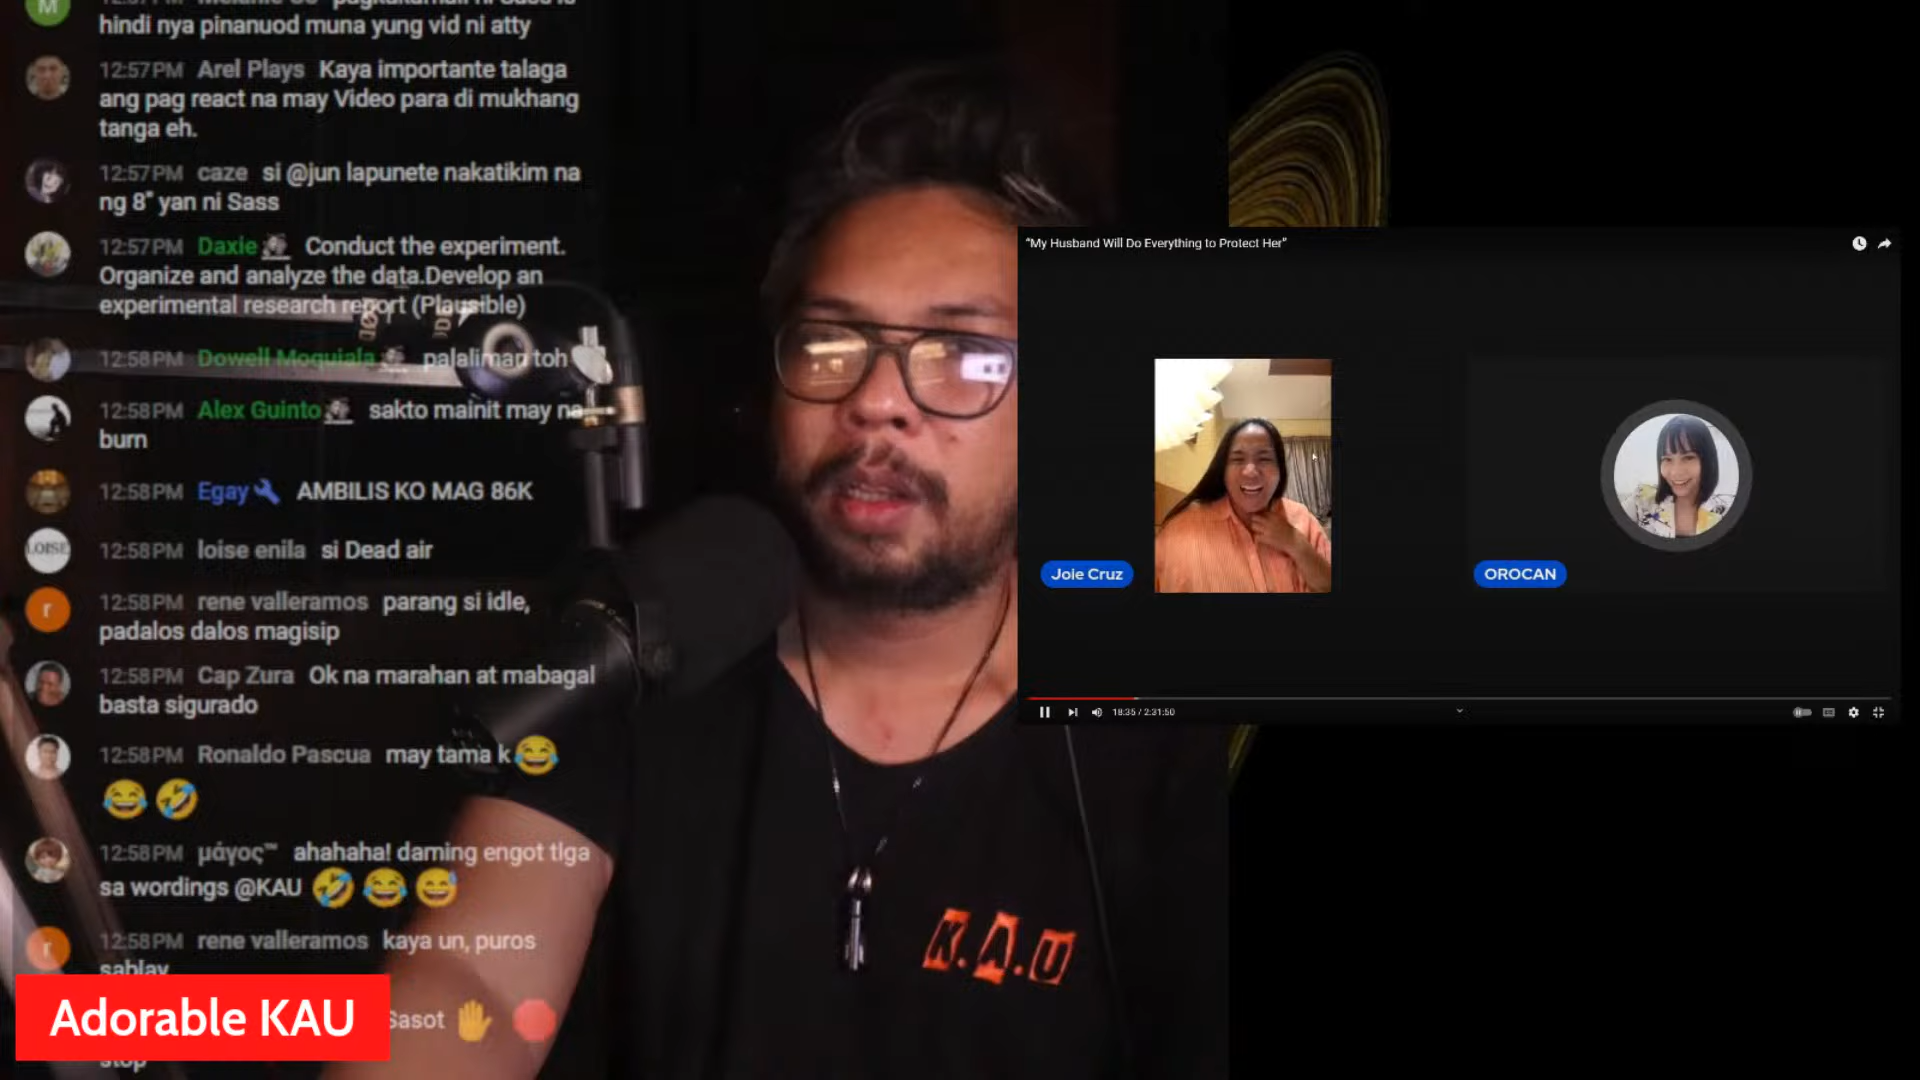 hindi nya pinanuod muna yung vid ni atty
12:57PM Arel Plays Kaya importante talaga
ang pag react na may Video para di mukhang
tanga eh.
12:57PM caze si @jun lapunete nakatikim na
ng 8" yan ni Sass
12:57PM Daxie Conduct the experiment.
Organize and analyze the data.Develop an
experimental research report (Plausible)
12:58PM Dowell Moquiala palaliman toh
12:58PM Alex Guinto sakto mainit may na
burn
12:58PM Egay🔧 AMBILIS KO MAG 86K
LOISE
12:58PM loise enila si Dead air
r
12:58PM rene valleramos parang si idle,
padalos dalos magisip
12:58PM Cap Zura Ok na marahan at mabagal
basta sigurado
12:58PM Ronaldo Pascua may tama k😂
😂🤣
12:58PM μάγος™ ahahaha! daming engot tlga
sa wordings @KAU 🤣😂😅
r
12:58PM rene valleramos kaya un, puros
sablay
Sasot ✋🛑
stop
Adorable KAU
K.A.U
“My Husband Will Do Everything to Protect Her”
Joie Cruz
OROCAN
18:35 / 2:31:50